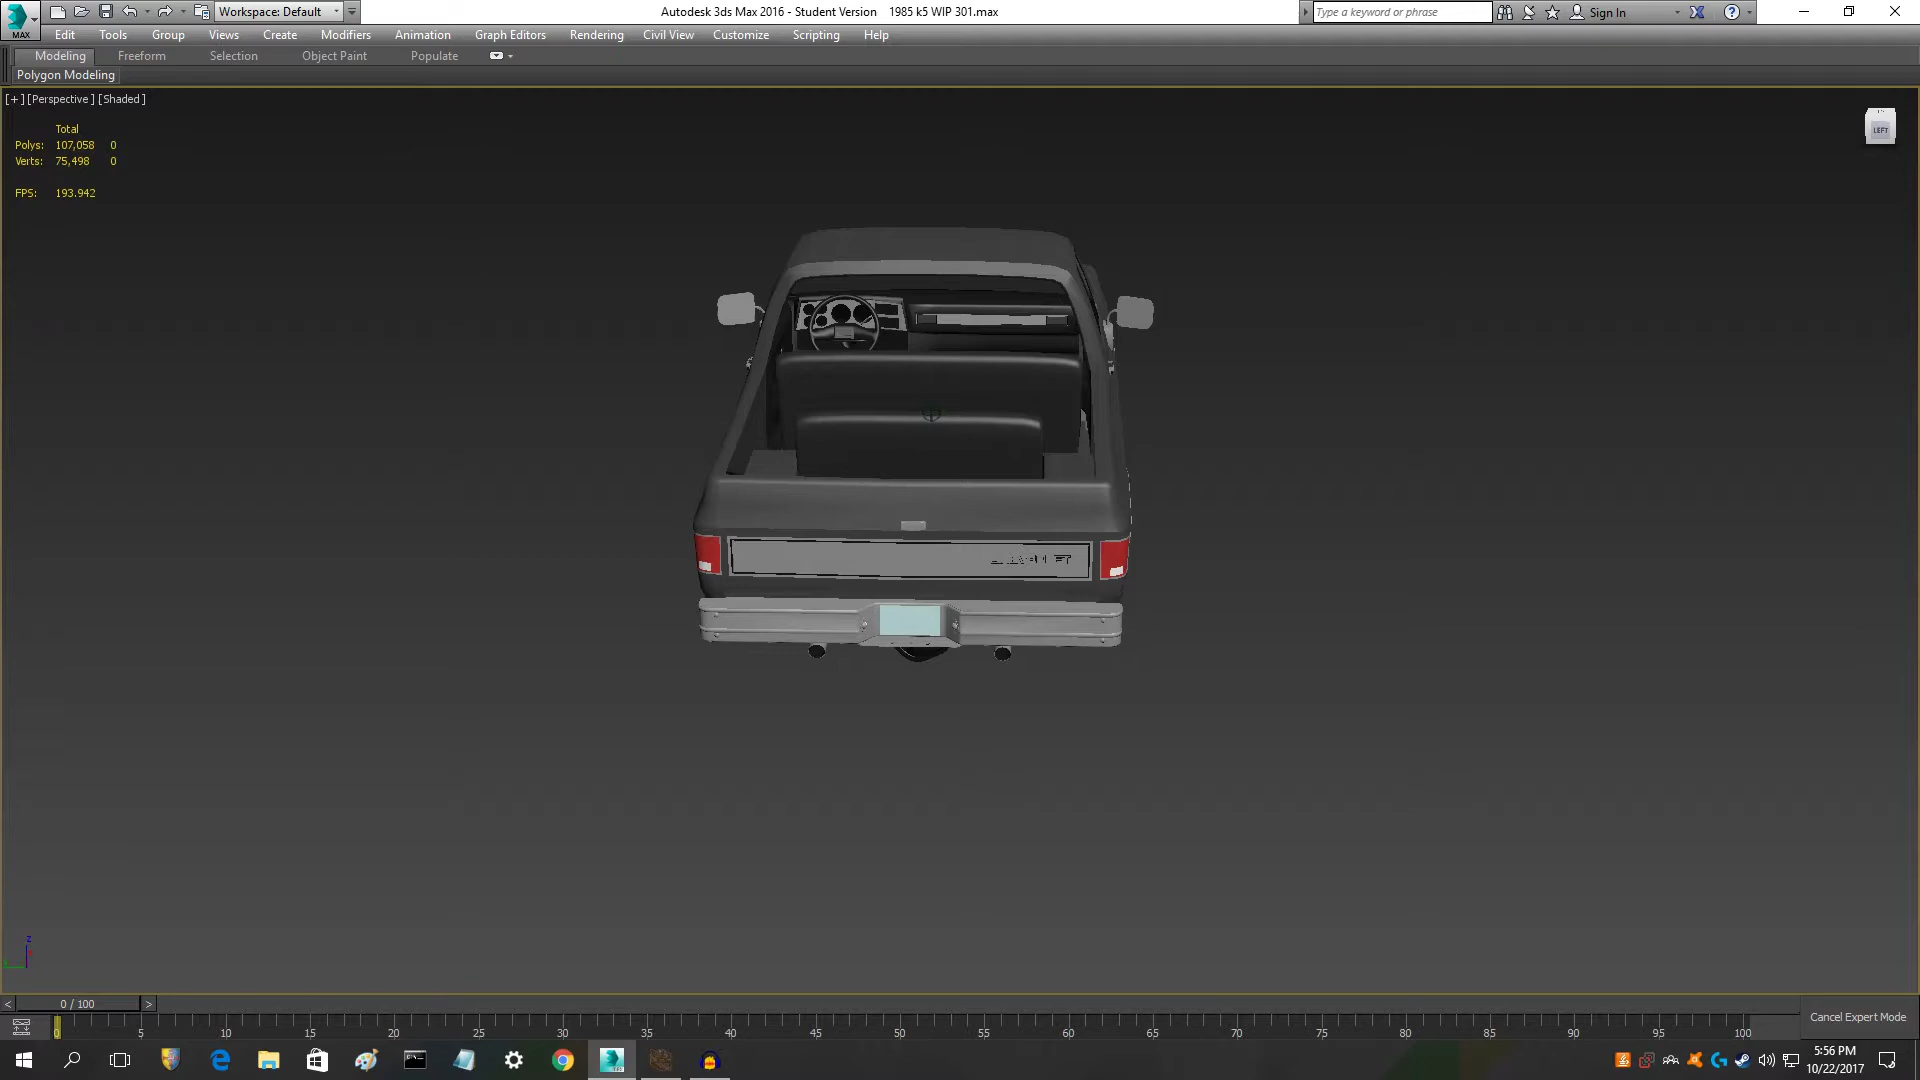 Workspace: Default
Autodesk 3ds Max 2016 - Student Version 1985 k5 WIP 301.max
Type a keyword or phrase
Sign In
MAX
Edit Tools Group Views Create Modifiers Animation Graph Editors Rendering Civil View Customize Scripting Help
Modeling Freeform Selection Object Paint Populate
Polygon Modeling
[+] [Perspective] [Shaded]
LEFT
Total
Polys: 107,058 0
Verts: 75,498 0
FPS: 193.942
z
< 0 / 100 >
0 5 10 15 20 25 30 35 40 45 50 55 60 65 70 75 80 85 90 95 100
Cancel Expert Mode
5:56 PM
10/22/2017